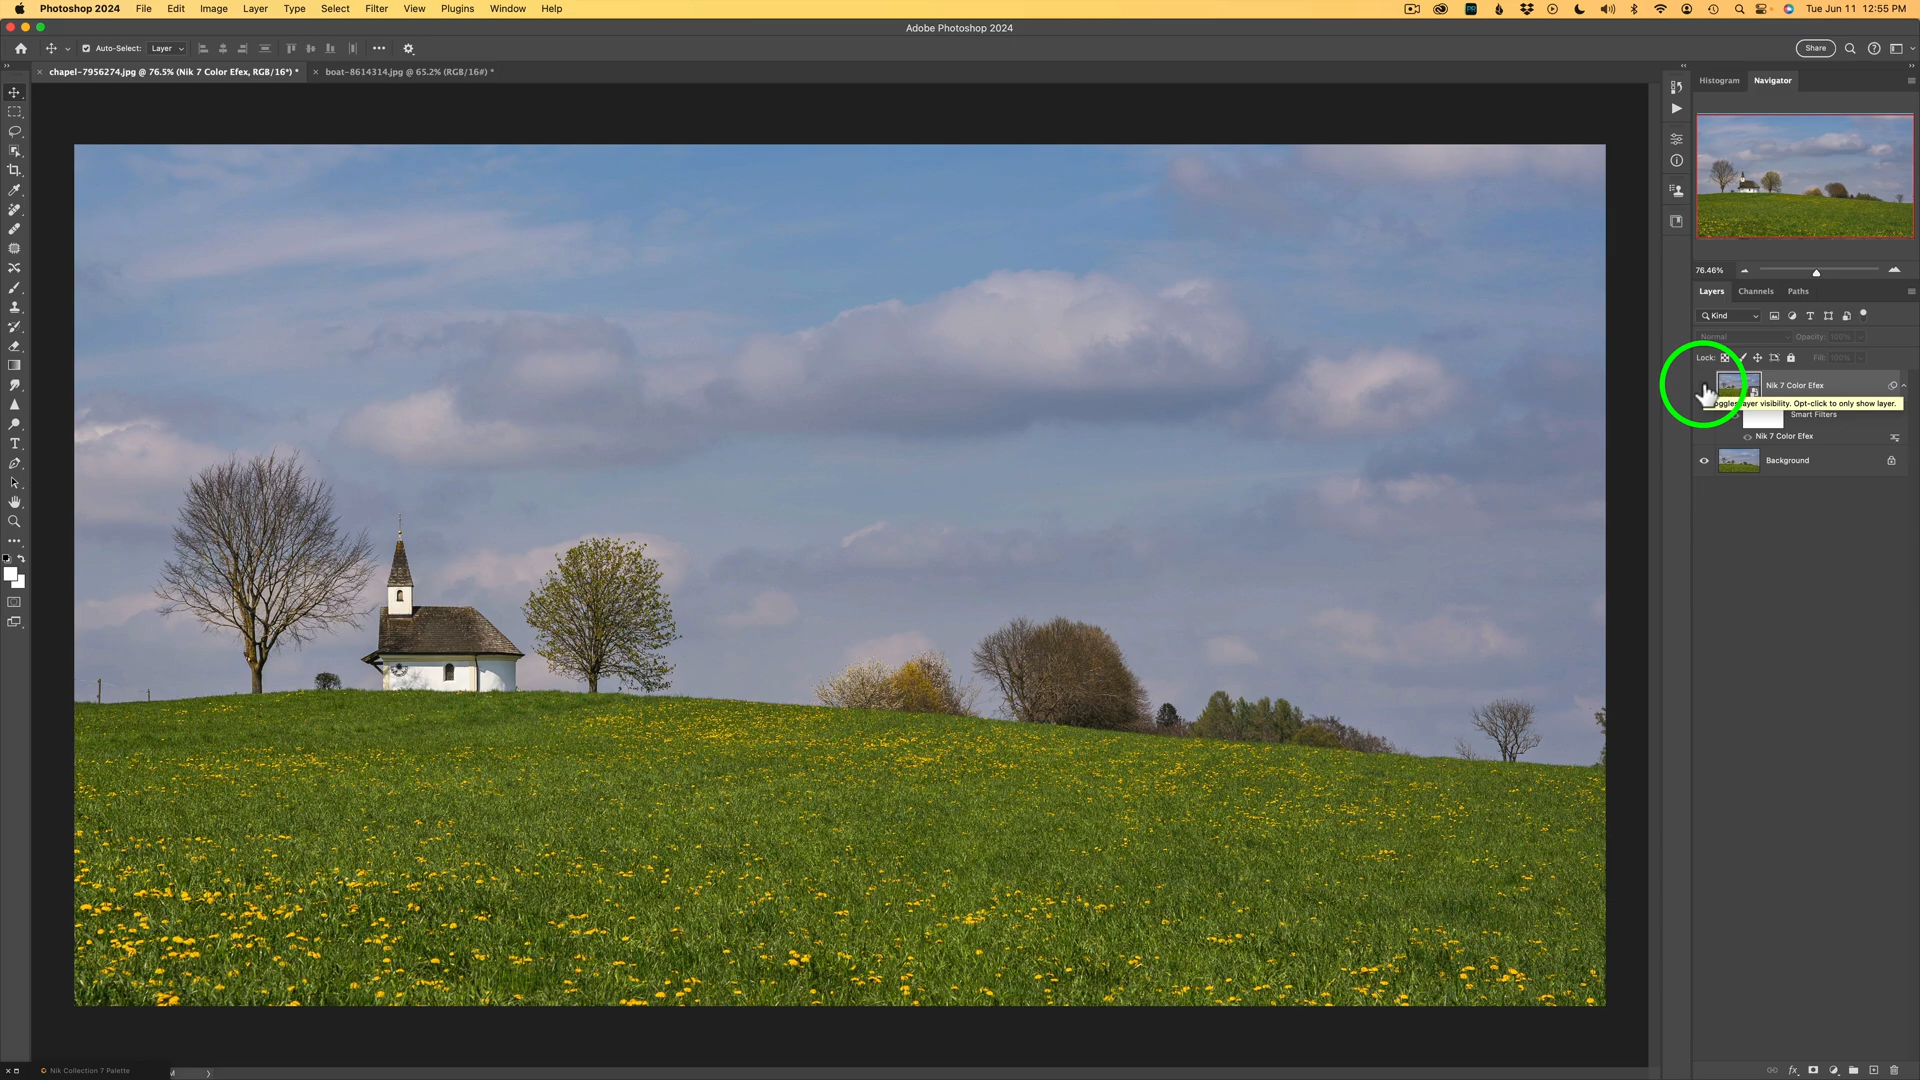 Photoshop 2024 File Edit Image Layer Type Select Filter View Plugins Window Help Tue Jun 11 12:55 PM
Adobe Photoshop 2024
Auto-Select: Layer Share
chapel-7956274.jpg @ 76.5% (Nik 7 Color Efex, RGB/16*) * boat-8614314.jpg @ 65.2% (RGB/16#) *
Histogram Navigator
76.46%
Layers Channels Paths
Kind
Normal Opacity: 100%
Lock: Fill: 100%
Nik 7 Color Efex
layer visibility. Opt-click to only show layer.
Smart Filters
Nik 7 Color Efex
Background
Nik Collection 7 Palette